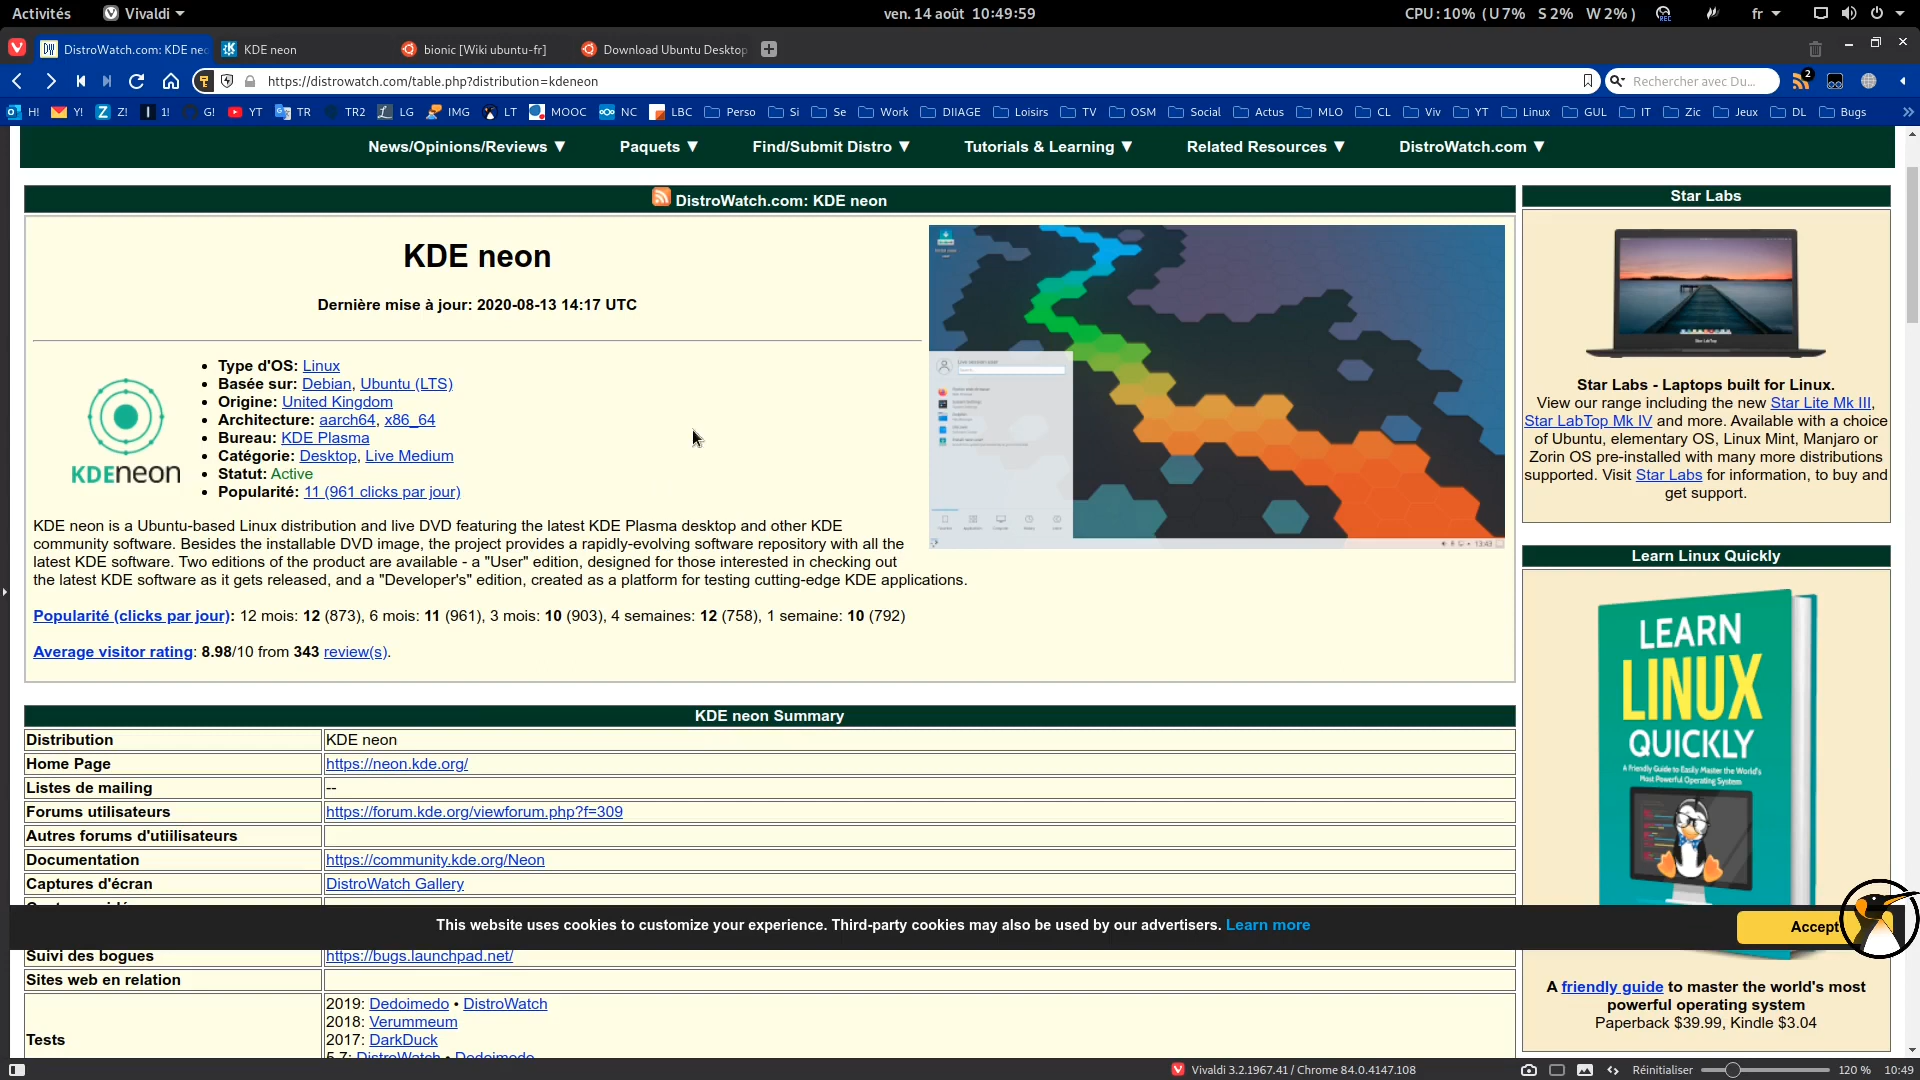 Activités
Vivaldi
ven. 14 août 10:49:59
CPU : 10% ( U 7% S 2% W 2% )
fr
DistroWatch.com: KDE neo
KDE neon
bionic [Wiki ubuntu-fr]
Download Ubuntu Desktop
https://distrowatch.com/table.php?distribution=kdeneon
Rechercher avec Du...
2
H! Y! Z! 1! G! YT TR TR2 LG IMG LT MOOC NC LBC Perso Si Se Work DIIAGE Loisirs TV OSM Social Actus MLO CL Viv YT Linux GUL IT Zic Jeux DL Bugs
News/Opinions/Reviews ▼ Paquets ▼ Find/Submit Distro ▼ Tutorials & Learning ▼ Related Resources ▼ DistroWatch.com ▼
DistroWatch.com: KDE neon
KDE neon
Dernière mise à jour: 2020-08-13 14:17 UTC
KDE neon
• Type d'OS: Linux
• Basée sur: Debian, Ubuntu (LTS)
• Origine: United Kingdom
• Architecture: aarch64, x86_64
• Bureau: KDE Plasma
• Catégorie: Desktop, Live Medium
• Statut: Active
• Popularité: 11 (961 clicks par jour)
13:43
KDE neon is a Ubuntu-based Linux distribution and live DVD featuring the latest KDE Plasma desktop and other KDE
community software. Besides the installable DVD image, the project provides a rapidly-evolving software repository with all the
latest KDE software. Two editions of the product are available - a "User" edition, designed for those interested in checking out
the latest KDE software as it gets released, and a "Developer's" edition, created as a platform for testing cutting-edge KDE applications.
Popularité (clicks par jour): 12 mois: 12 (873), 6 mois: 11 (961), 3 mois: 10 (903), 4 semaines: 12 (758), 1 semaine: 10 (792)
Average visitor rating: 8.98/10 from 343 review(s).
KDE neon Summary
Distribution KDE neon
Home Page https://neon.kde.org/
Listes de mailing --
Forums utilisateurs https://forum.kde.org/viewforum.php?f=309
Autres forums d'utiilisateurs
Documentation https://community.kde.org/Neon
Captures d'écran DistroWatch Gallery
Suivi des bogues https://bugs.launchpad.net/
Sites web en relation
Tests
2019: Dedoimedo • DistroWatch
2018: Verummeum
2017: DarkDuck
5.7: DistroWatch • Dedoimedo
Star Labs
Star LabTop
Star Labs - Laptops built for Linux.
View our range including the new Star Lite Mk III,
Star LabTop Mk IV and more. Available with a choice
of Ubuntu, elementary OS, Linux Mint, Manjaro or
Zorin OS pre-installed with many more distributions
supported. Visit Star Labs for information, to buy and
get support.
Learn Linux Quickly
LEARN
LINUX
QUICKLY
A Friendly Guide to Easily Master the World's
Most Powerful Operating System
A friendly guide to master the world's most
powerful operating system
Paperback $39.99, Kindle $3.04
This website uses cookies to customize your experience. Third-party cookies may also be used by our advertisers. Learn more
Accept
Vivaldi 3.2.1967.41 / Chrome 84.0.4147.108
Réinitialiser
120 %
10:49